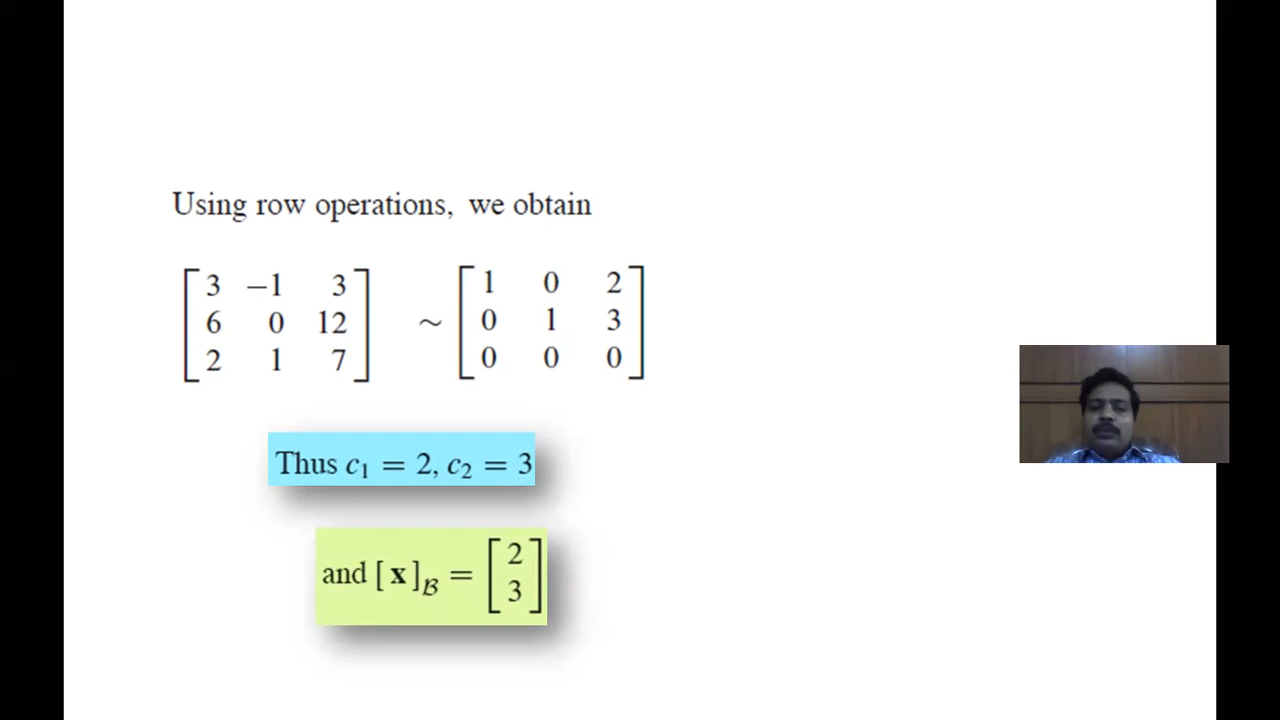 Using row operations, we obtain
[ 3 −1 3 ] ∼ [ 1 0 2 ]
[ 6 0 12 ] [ 0 1 3 ]
[ 2 1 7 ] [ 0 0 0 ]
Thus c₁ = 2, c₂ = 3
and [ x ]_ℬ = [ 2 ]
[ 3 ]